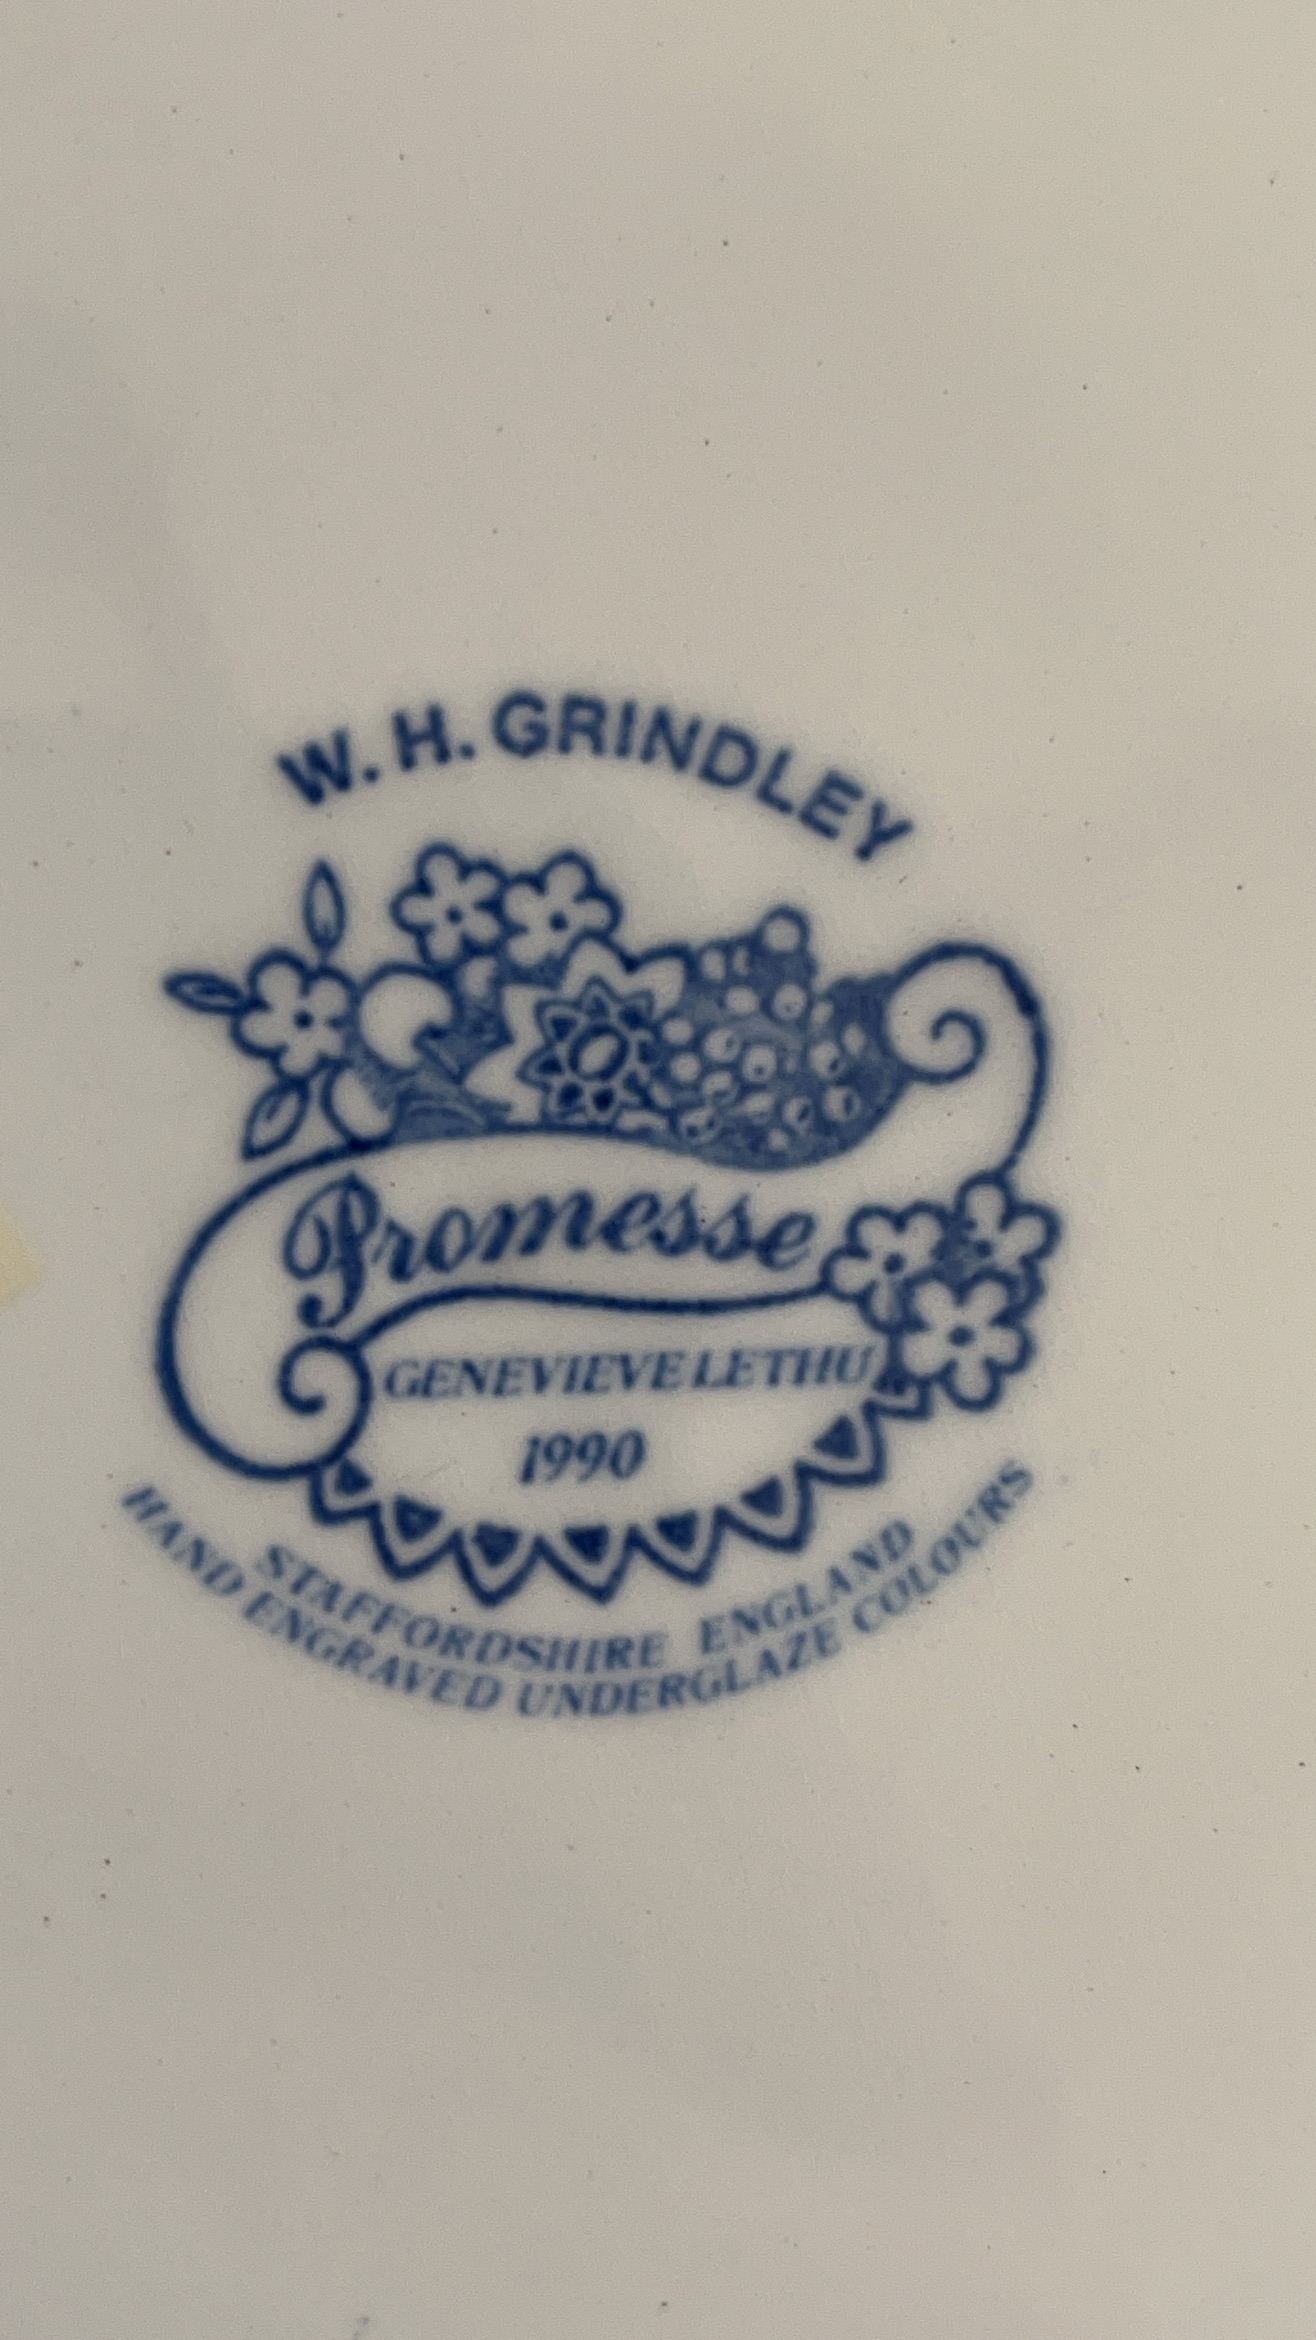 W. H. GRINDLEY
Promesse
GENEVIEVE LETHU
1990
STAFFORDSHIRE ENGLAND
HAND ENGRAVED UNDERGLAZE COLOURS